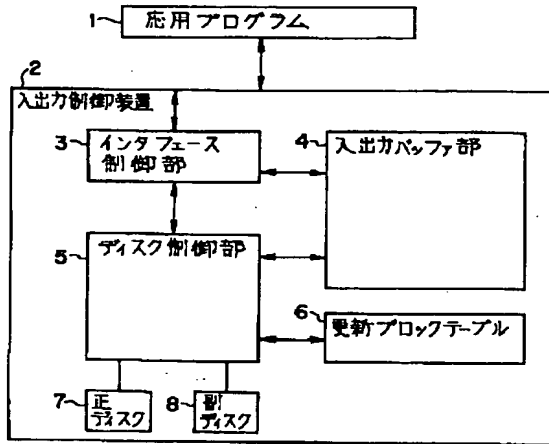 1
応用プログラム
2
入出力制御装置
3
インタフェース
制御部
4
入出力バッファ部
5
ディスク制御部
6
更新ブロックテーブル
7
正
ディスク
8
副
ディスク